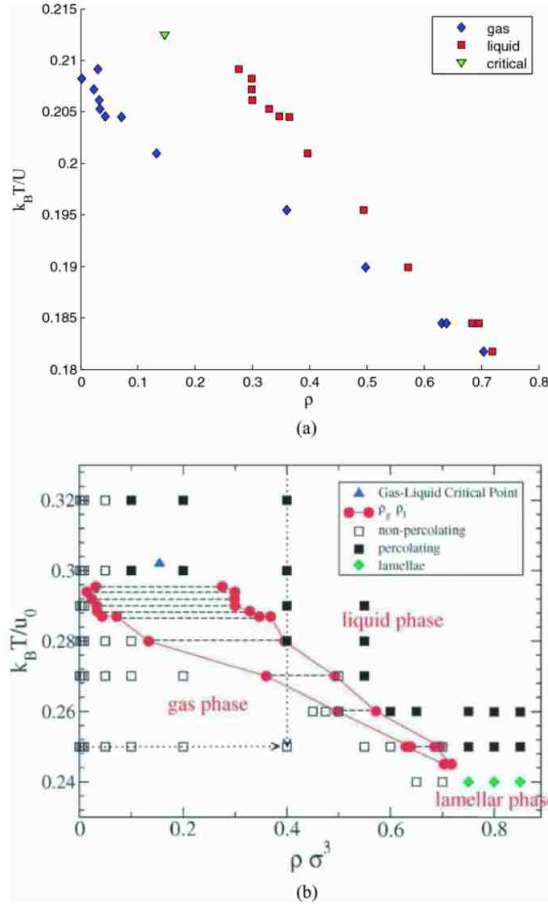 0.215
0.21
0.205
0.2
0.195
0.19
0.185
0.18
k_BT/U
gas
liquid
critical
0 0.1 0.2 0.3 0.4 0.5 0.6 0.7 0.8
ρ
(a)
0.32
0.30
0.28
0.26
0.24
k_BT/u_0
Gas-Liquid Critical Point
ρ_g ρ_l
non-percolating
percolating
lamellae
liquid phase
gas phase
lamellar phase
0 0.2 0.4 0.6 0.8
ρ σ^3
(b)